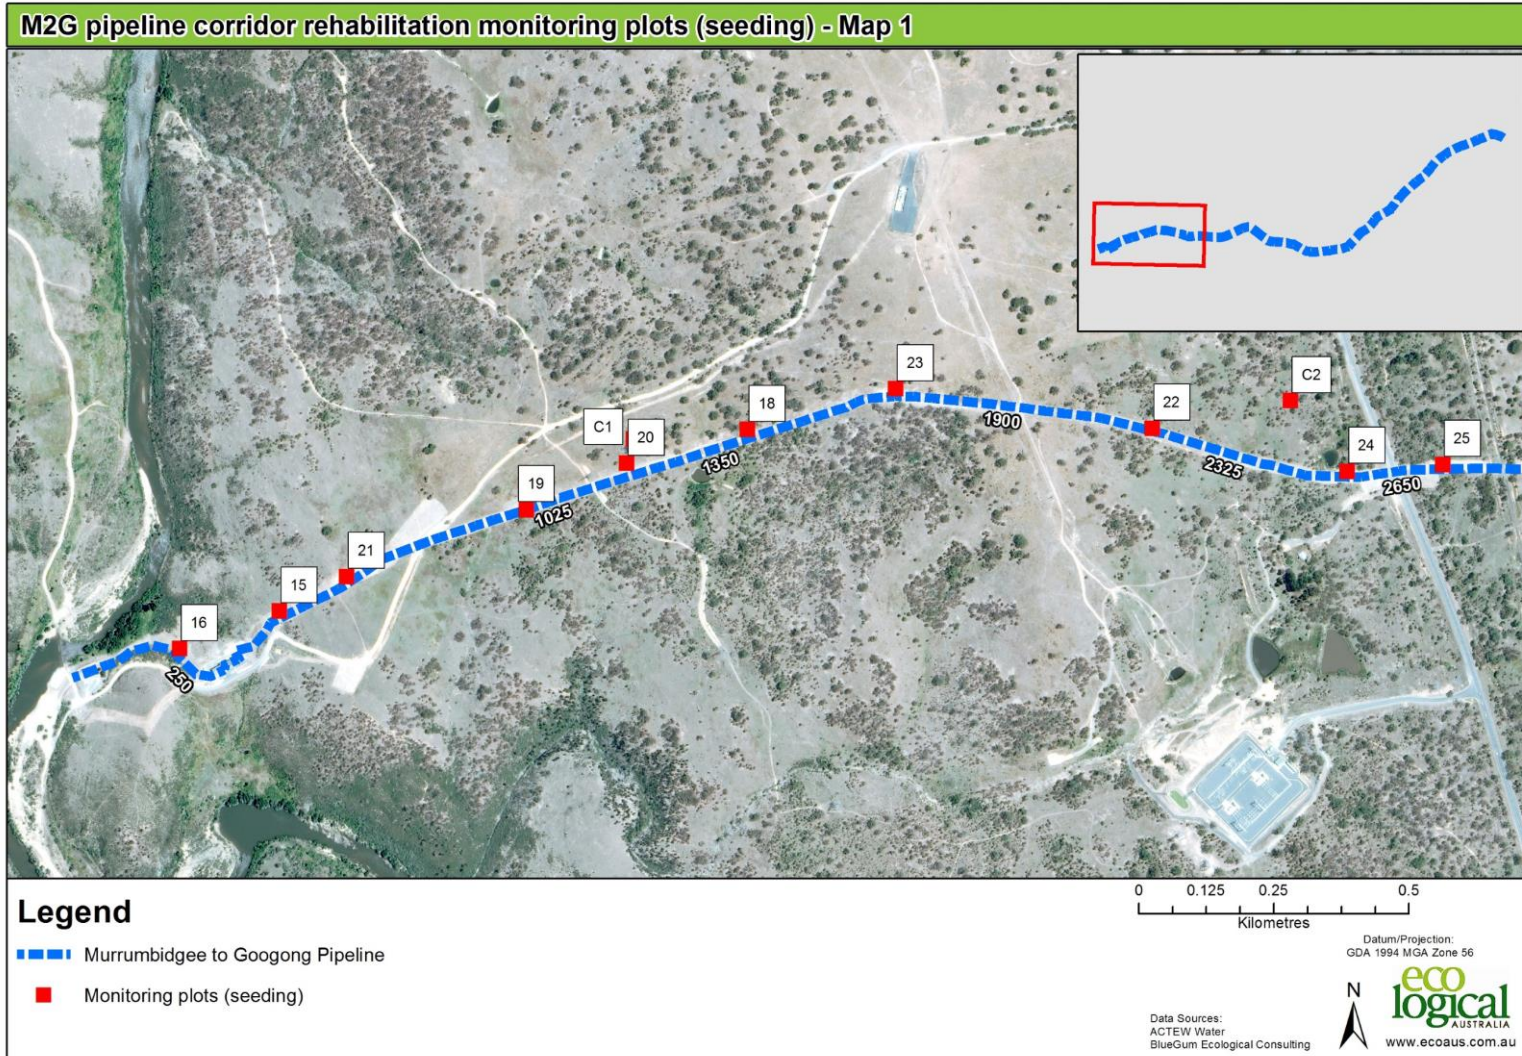 M2G pipeline corridor rehabilitation monitoring plots (seeding) - Map 1
23
C2
22
18
C1
20
1900
24
25
1350
2325
2650
19
1025
21
15
16
250
Legend
Murrumbidgee to Googong Pipeline
Monitoring plots (seeding)
0 0.125 0.25 0.5
Kilometres
Datum/Projection:
GDA 1994 MGA Zone 56
N
eco
logical
AUSTRALIA
www.ecoaus.com.au
Data Sources:
ACTEW Water
BlueGum Ecological Consulting